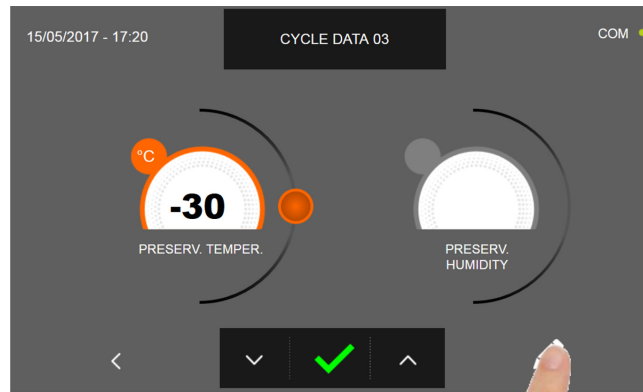 15/05/2017 - 17:20
CYCLE DATA 03
COM
°C
-30
PRESERV. TEMPER.
PRESERV.
HUMIDITY